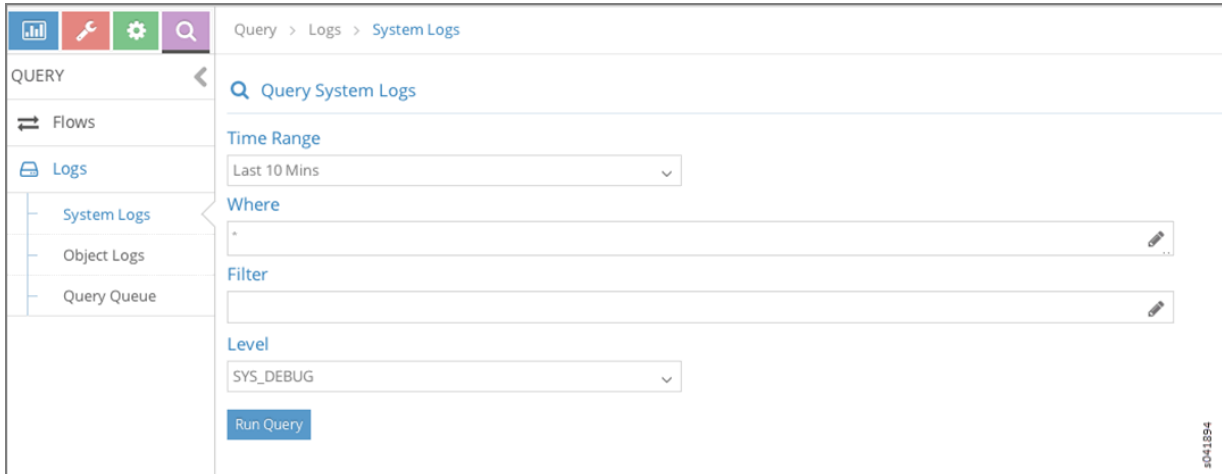 Query > Logs > System Logs
QUERY
Flows
Logs
System Logs
Object Logs
Query Queue
Query System Logs
Time Range
Last 10 Mins
Where
*
Filter
Level
SYS_DEBUG
Run Query
s041894